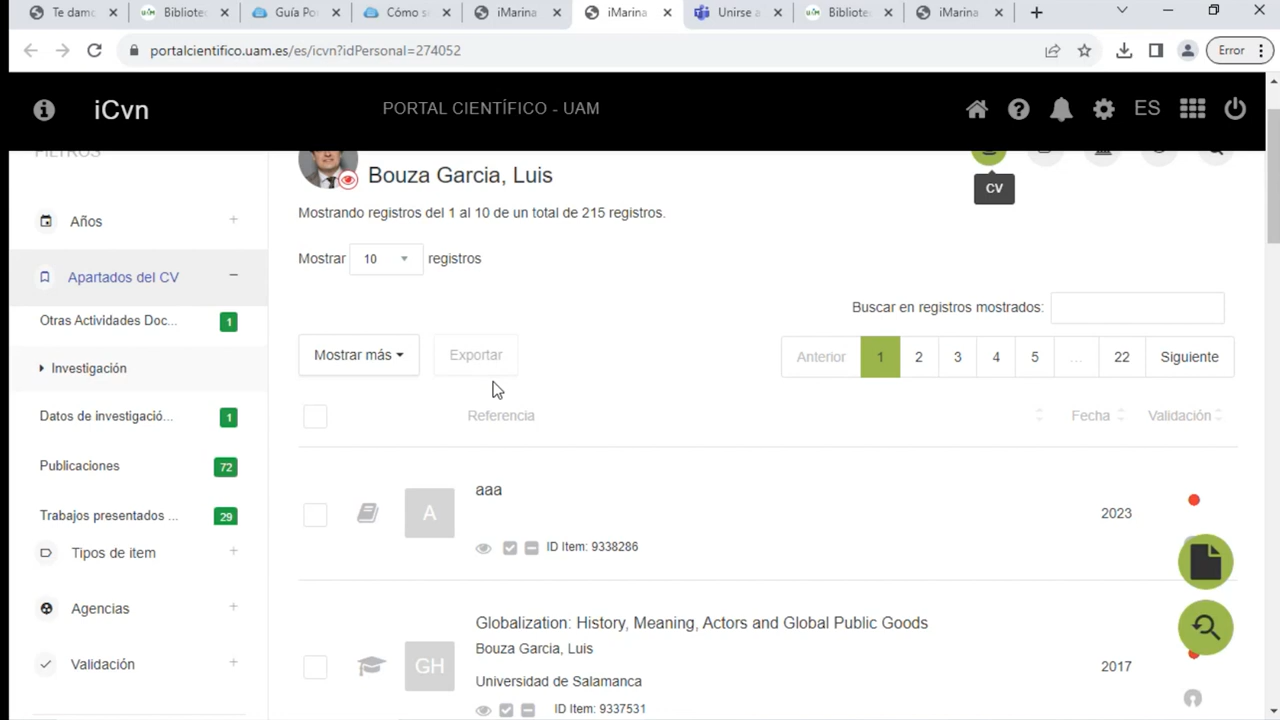 Te damo
Bibliote
Guía Po
Cómo se
iMarina
iMarina
Unirse a
Bibliote
iMarina
portalcientifico.uam.es/es/icvn?idPersonal=274052
Error
iCvn
PORTAL CIENTÍFICO - UAM
ES
FILTROS
Bouza Garcia, Luis
CV
Mostrando registros del 1 al 10 de un total de 215 registros.
Años
Mostrar 10 registros
Apartados del CV
Buscar en registros mostrados:
Otras Actividades Doc... 1
Mostrar más Exportar
Anterior 1 2 3 4 5 ... 22 Siguiente
Investigación
Datos de investigació... 1
Referencia Fecha Validación
Publicaciones 72
aaa
A
2023
Trabajos presentados ... 29
ID Item: 9338286
Tipos de item
Agencias
Globalization: History, Meaning, Actors and Global Public Goods
Bouza Garcia, Luis
GH
2017
Validación
Universidad de Salamanca
ID Item: 9337531